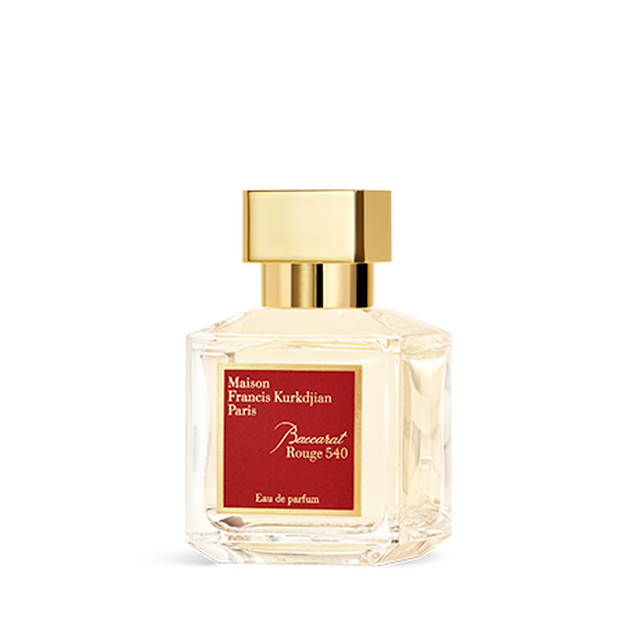 Maison
Francis Kurkdjian
Paris
Baccarat
Rouge 540
Eau de parfum